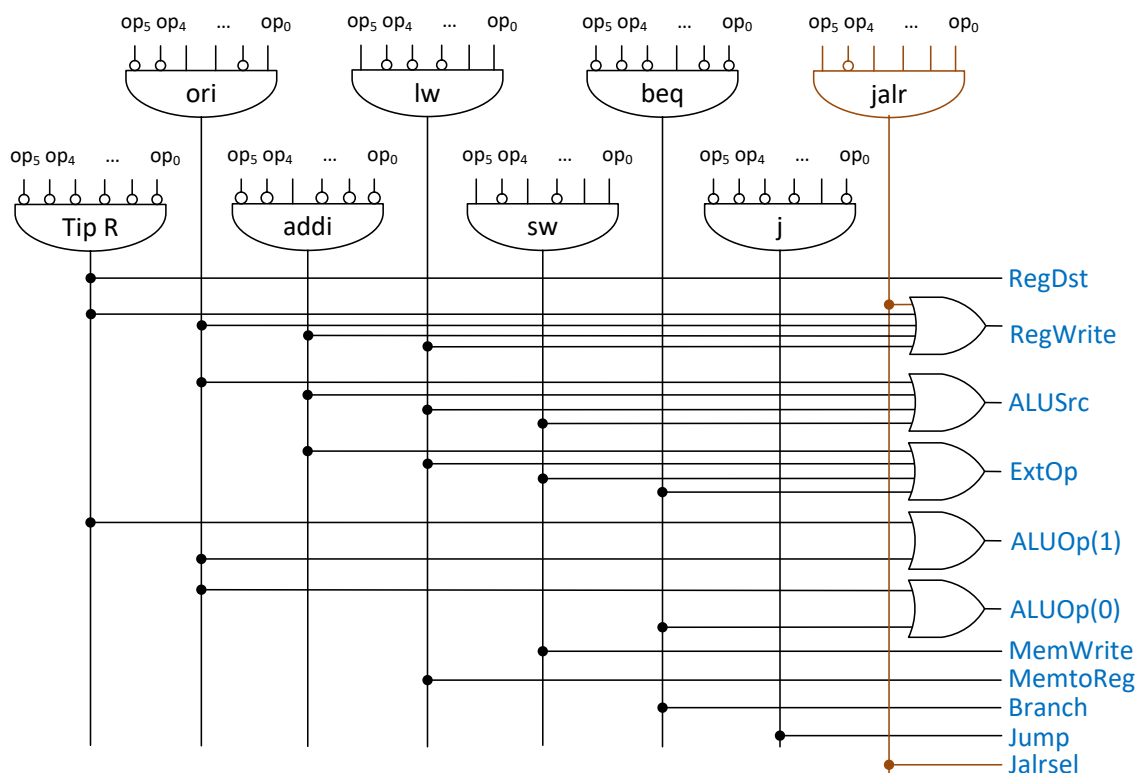 op5 op4 ... op0
op5 op4 ... op0
op5 op4 ... op0
op5 op4 ... op0
ori
lw
beq
jalr
op5 op4 ... op0
op5 op4 ... op0
op5 op4 ... op0
op5 op4 ... op0
Tip R
addi
sw
j
RegDst
RegWrite
ALUSrc
ExtOp
ALUOp(1)
ALUOp(0)
MemWrite
MemtoReg
Branch
Jump
Jalrsel